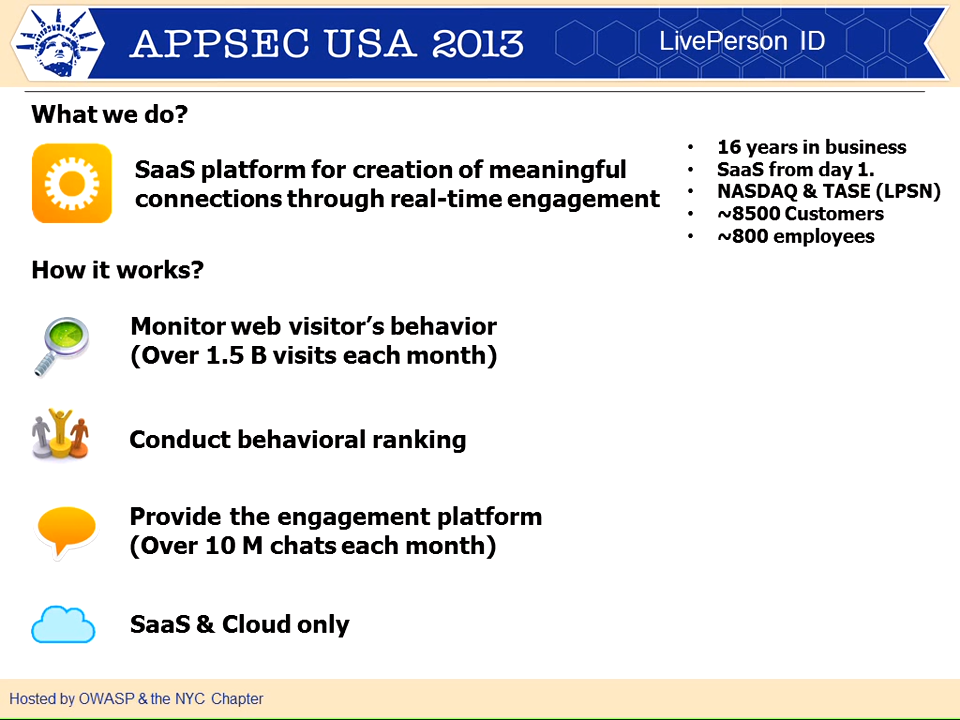 APPSEC USA 2013
LivePerson ID
What we do?
SaaS platform for creation of meaningful
connections through real-time engagement
• 16 years in business
• SaaS from day 1.
• NASDAQ & TASE (LPSN)
• ~8500 Customers
• ~800 employees
How it works?
Monitor web visitor’s behavior
(Over 1.5 B visits each month)
Conduct behavioral ranking
Provide the engagement platform
(Over 10 M chats each month)
SaaS & Cloud only
Hosted by OWASP & the NYC Chapter